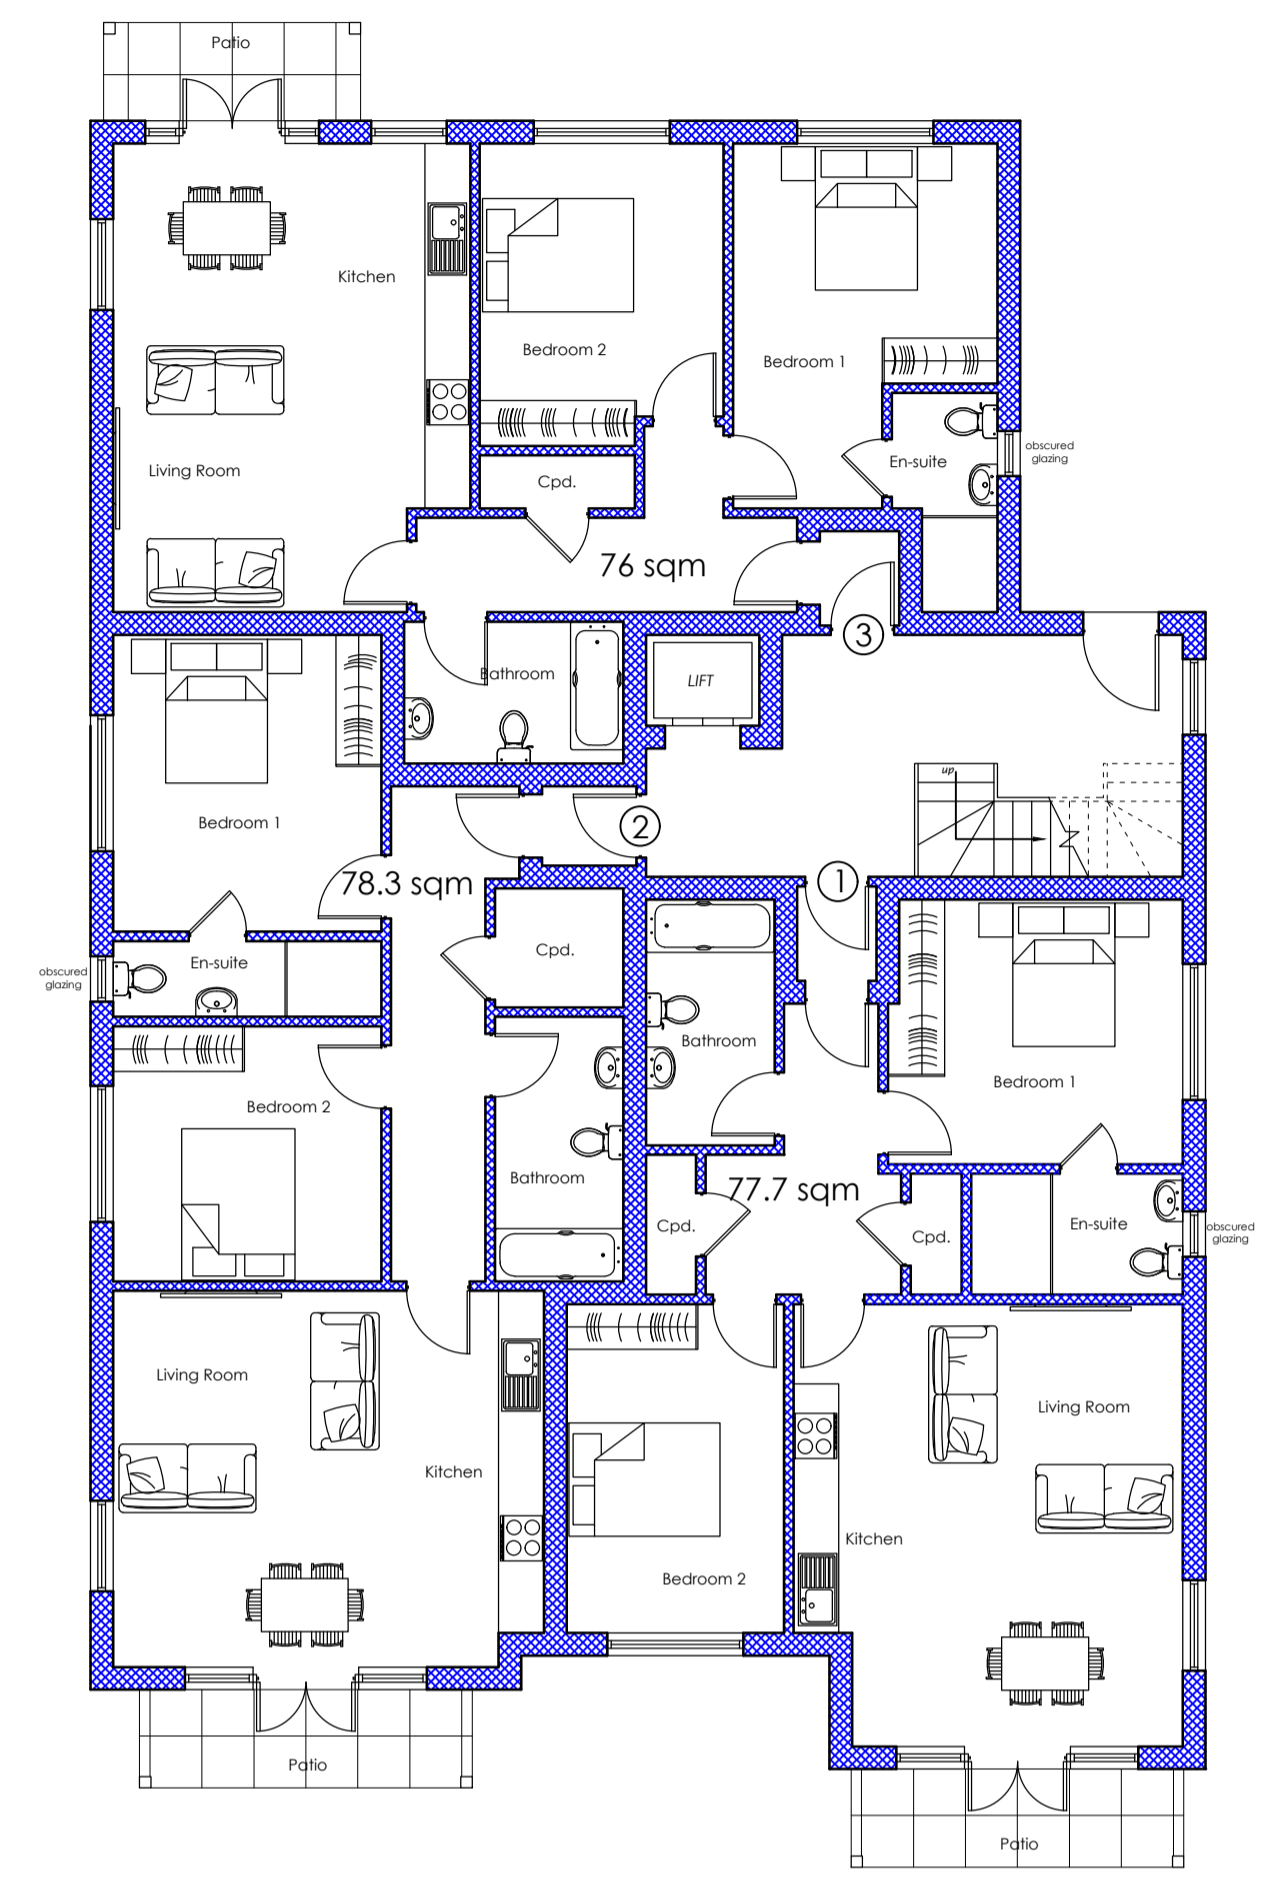 Patio
Kitchen
Bedroom 2
Bedroom 1
obscured
glazing
En-suite
Living Room
Cpd.
76 sqm
3
Bathroom
LIFT
up
Bedroom 1
2
78.3 sqm
1
Cpd.
En-suite
obscured
glazing
Bathroom
Bedroom 1
Bedroom 2
Bathroom
77.7 sqm
Cpd.
Cpd.
En-suite
obscured
glazing
Living Room
Living Room
Kitchen
Kitchen
Bedroom 2
Patio
Patio